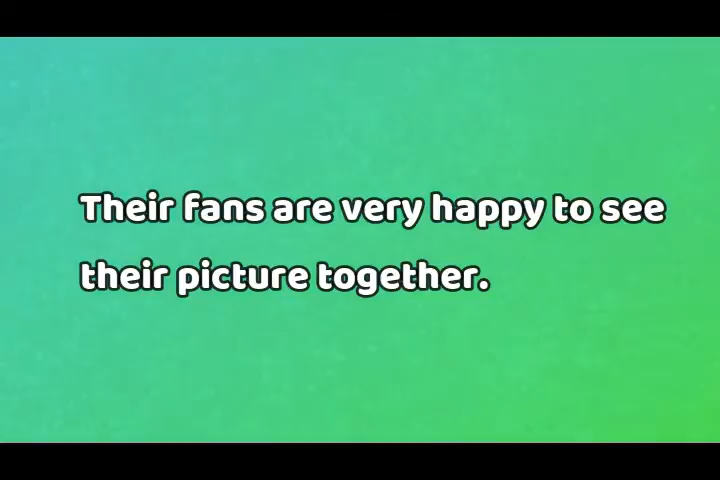 Their fans are very happy to see
their picture together.